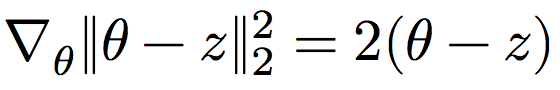 ∇_θ‖θ − z‖₂² = 2(θ − z)